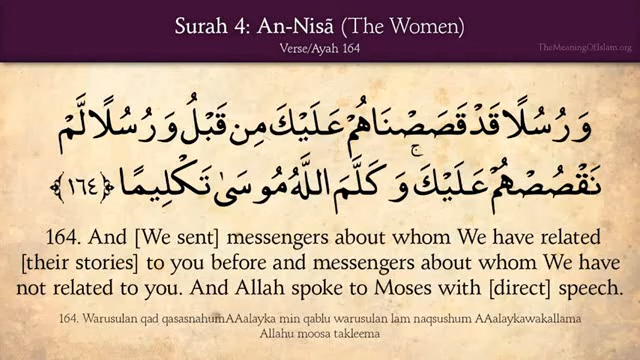 Surah 4: An-Nisã (The Women)
Verse/Ayah 164
TheMeaningOfIslam.org
وَرُسُلًا قَدْ قَصَصْنَاهُمْ عَلَيْكَ مِن قَبْلُ وَرُسُلًا لَّمْ
نَقْصُصْهُمْ عَلَيْكَ ۚ وَكَلَّمَ اللَّهُ مُوسَىٰ تَكْلِيمًا ﴿١٦٤﴾
164. And [We sent] messengers about whom We have related
[their stories] to you before and messengers about whom We have
not related to you. And Allah spoke to Moses with [direct] speech.
164. Warusulan qad qasasnahumAAalayka min qablu warusulan lam naqsushum AAalaykawakallama
Allahu moosa takleema